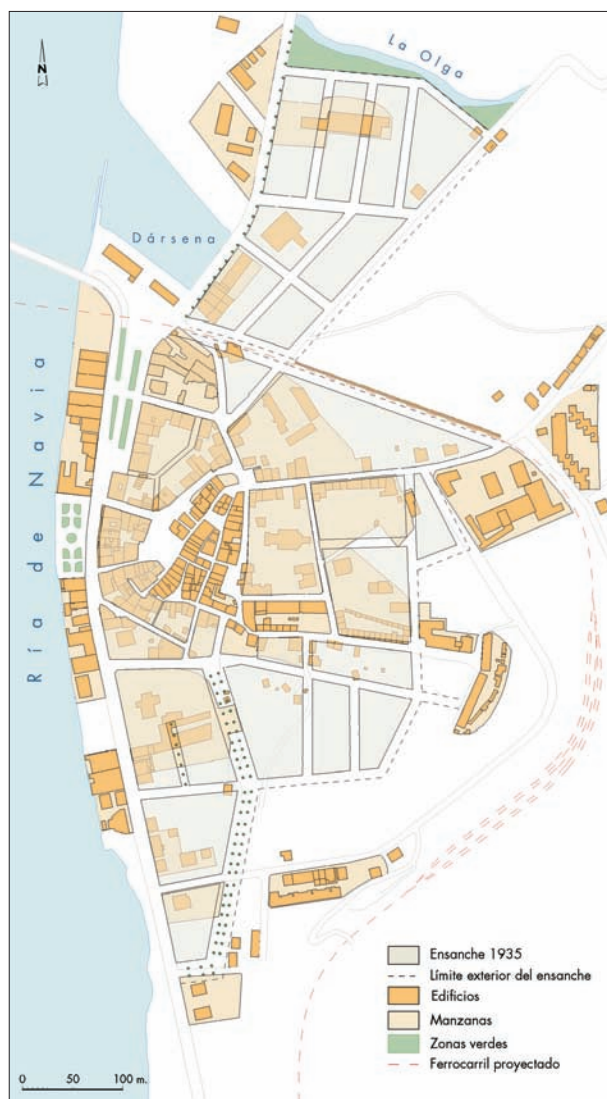 La Olga
N
Dársena
Ría de Navia
Ensanche 1935
Límite exterior del ensanche
Edificios
Manzanas
Zonas verdes
Ferrocarril proyectado
0 50 100 m.